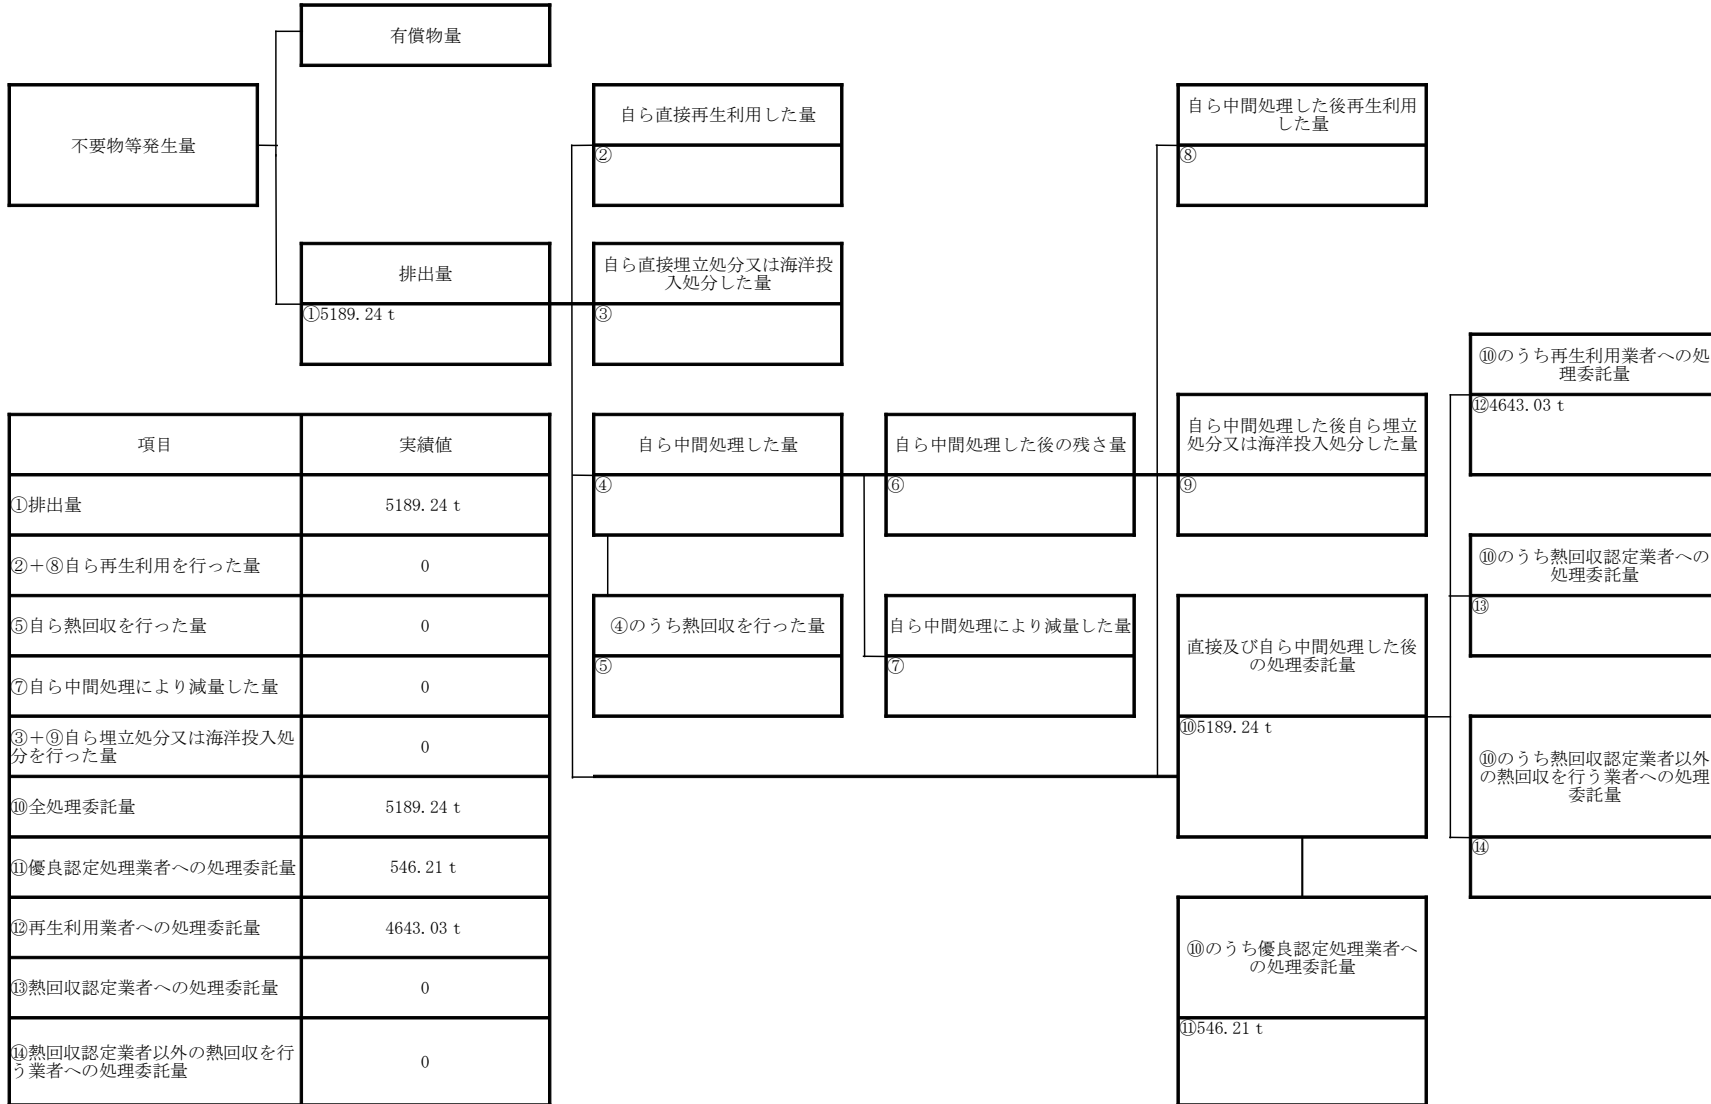 有償物量
不要物等発生量
自ら直接再生利用した量
②
自ら中間処理した後再生利用
した量
⑧
排出量
①5189.24 t
自ら直接埋立処分又は海洋投
入処分した量
③
⑩のうち再生利用業者への処
理委託量
⑫4643.03 t
自ら中間処理した量
④
自ら中間処理した後の残さ量
⑥
自ら中間処理した後自ら埋立
処分又は海洋投入処分した量
⑨
⑩のうち熱回収認定業者への
処理委託量
⑬
④のうち熱回収を行った量
⑤
自ら中間処理により減量した量
⑦
直接及び自ら中間処理した後
の処理委託量
⑩5189.24 t
⑩のうち熱回収認定業者以外
の熱回収を行う業者への処理
委託量
⑭
⑩のうち優良認定処理業者へ
の処理委託量
⑪546.21 t
項目 実績値
①排出量 5189.24 t
②+⑧自ら再生利用を行った量 0
⑤自ら熱回収を行った量 0
⑦自ら中間処理により減量した量 0
③+⑨自ら埋立処分又は海洋投入処
分を行った量 0
⑩全処理委託量 5189.24 t
⑪優良認定処理業者への処理委託量 546.21 t
⑫再生利用業者への処理委託量 4643.03 t
⑬熱回収認定業者への処理委託量 0
⑭熱回収認定業者以外の熱回収を行
う業者への処理委託量 0